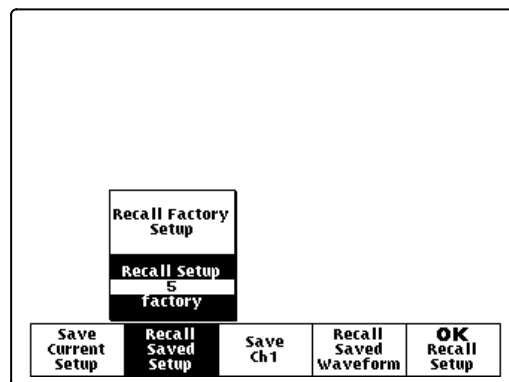 Recall Factory
Setup
Recall Setup
5
factory
Save
Current
Setup
Recall
Saved
Setup
Save
Ch1
Recall
Saved
Waveform
OK
Recall
Setup